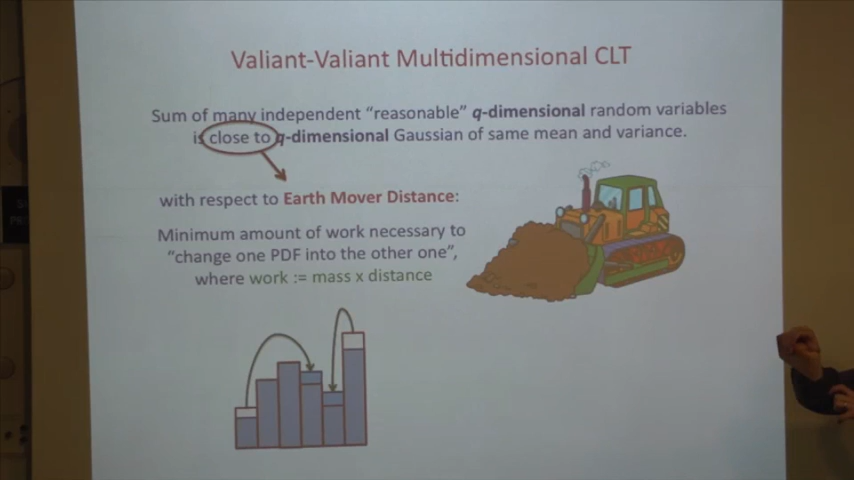 Valiant-Valiant Multidimensional CLT
Sum of many independent “reasonable” q-dimensional random variables
is close to q-dimensional Gaussian of same mean and variance.
with respect to Earth Mover Distance:
Minimum amount of work necessary to
“change one PDF into the other one”,
where work := mass x distance